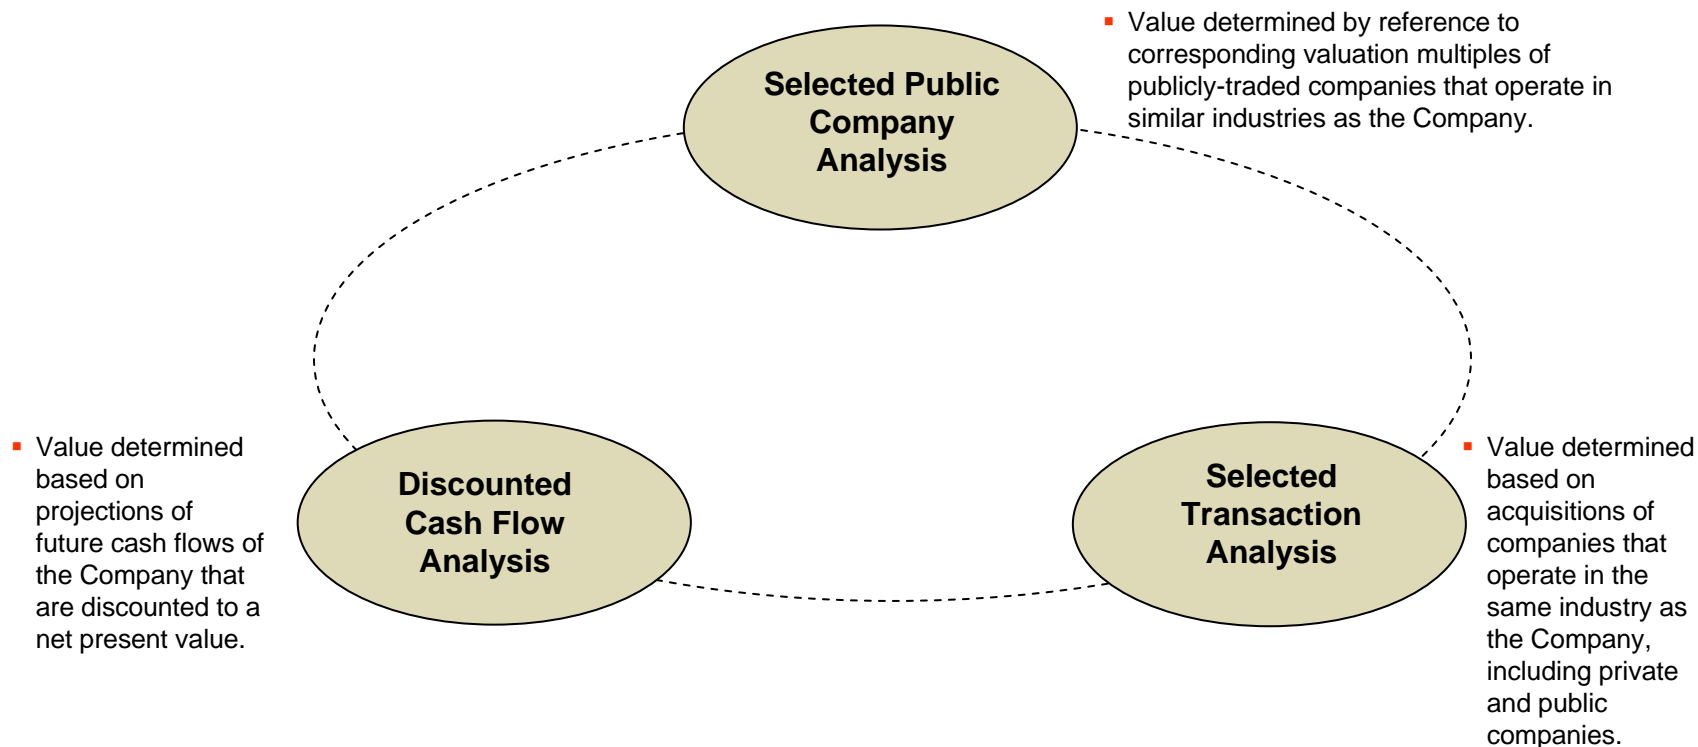 ▪ Value determined by reference to
corresponding valuation multiples of
publicly-traded companies that operate in
similar industries as the Company.
Selected Public
Company
Analysis
▪ Value determined
based on
projections of
future cash flows of
the Company that
are discounted to a
net present value.
Discounted
Cash Flow
Analysis
Selected
Transaction
Analysis
▪ Value determined
based on
acquisitions of
companies that
operate in the
same industry as
the Company,
including private
and public
companies.